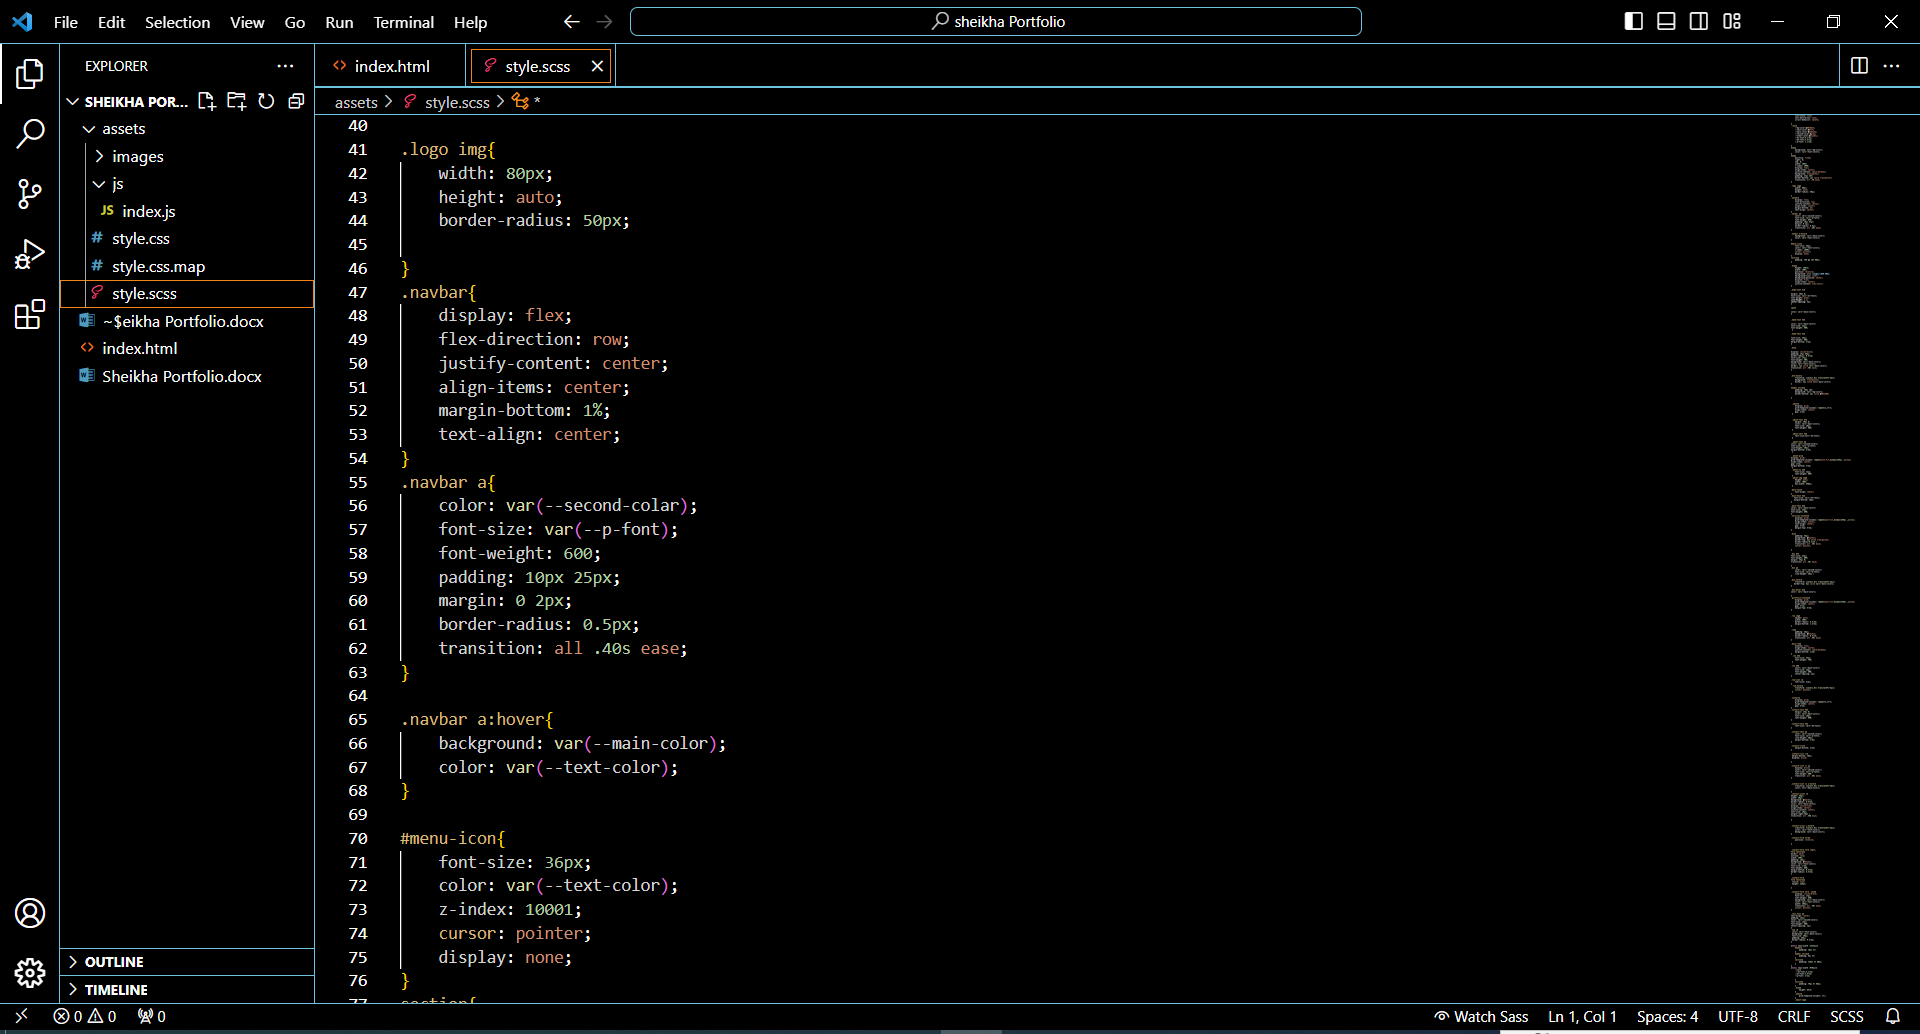 File Edit Selection View Go Run Terminal Help
sheikha Portfolio
EXPLORER
SHEIKHA POR...
assets
images
js
JS index.js
# style.css
# style.css.map
style.scss
~$eikha Portfolio.docx
<> index.html
Sheikha Portfolio.docx
OUTLINE
TIMELINE
<> index.html
style.scss
assets > style.scss > *
40
41 .logo img{
42 width: 80px;
43 height: auto;
44 border-radius: 50px;
45
46 }
47 .navbar{
48 display: flex;
49 flex-direction: row;
50 justify-content: center;
51 align-items: center;
52 margin-bottom: 1%;
53 text-align: center;
54 }
55 .navbar a{
56 color: var(--second-colar);
57 font-size: var(--p-font);
58 font-weight: 600;
59 padding: 10px 25px;
60 margin: 0 2px;
61 border-radius: 0.5px;
62 transition: all .40s ease;
63 }
64
65 .navbar a:hover{
66 background: var(--main-color);
67 color: var(--text-color);
68 }
69
70 #menu-icon{
71 font-size: 36px;
72 color: var(--text-color);
73 z-index: 10001;
74 cursor: pointer;
75 display: none;
76 }
77 section{
0 0 0
Watch Sass Ln 1, Col 1 Spaces: 4 UTF-8 CRLF SCSS